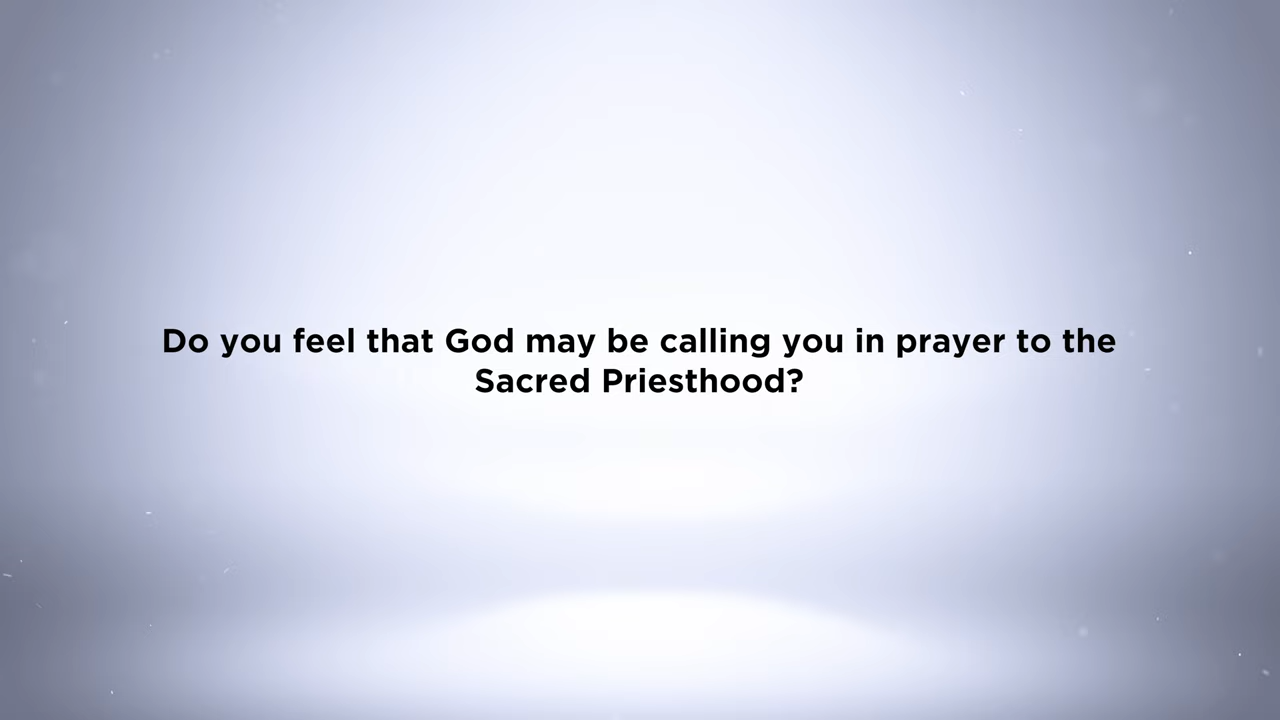 Do you feel that God may be calling you in prayer to the
Sacred Priesthood?